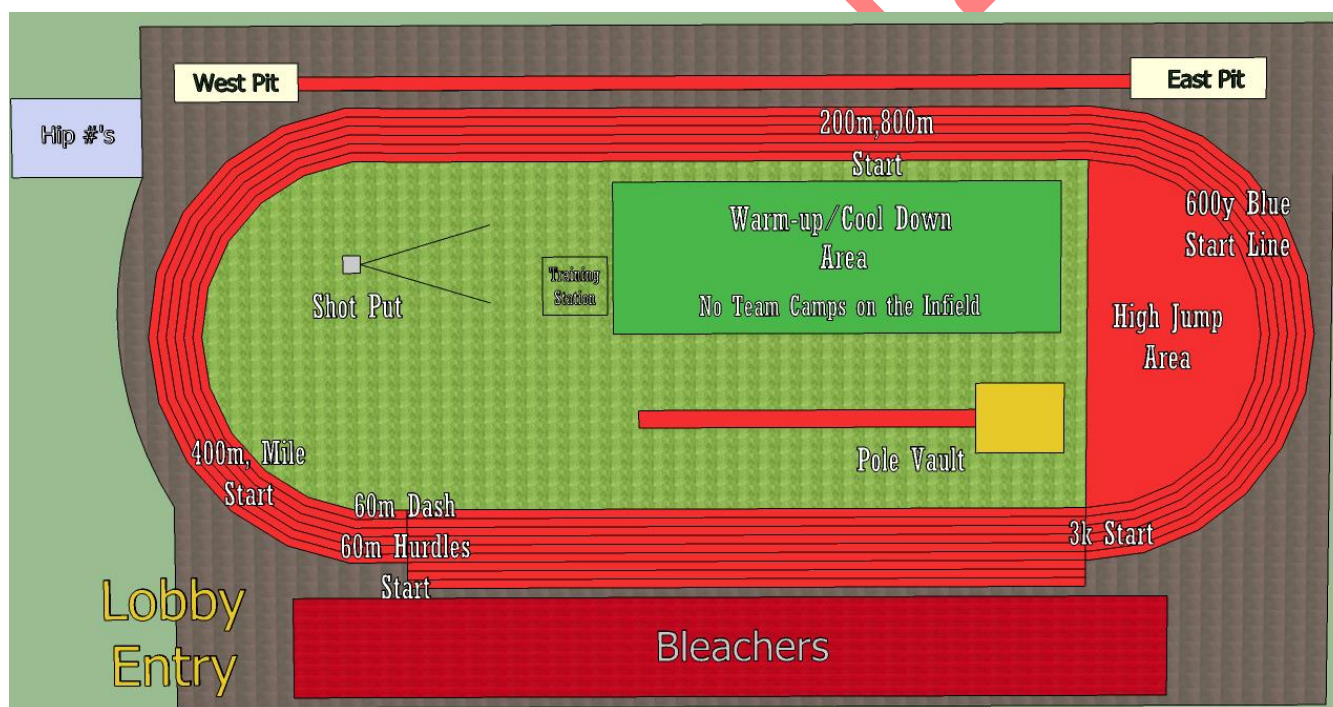 West Pit
East Pit
Hip #'s
200m,800m
Start
600y Blue
Start Line
Warm-up/Cool Down
Area
No Team Camps on the Infield
Training
Station
Shot Put
High Jump
Area
Pole Vault
400m, Mile
Start
60m Dash
60m Hurdles
Start
3k Start
Lobby
Entry
Bleachers